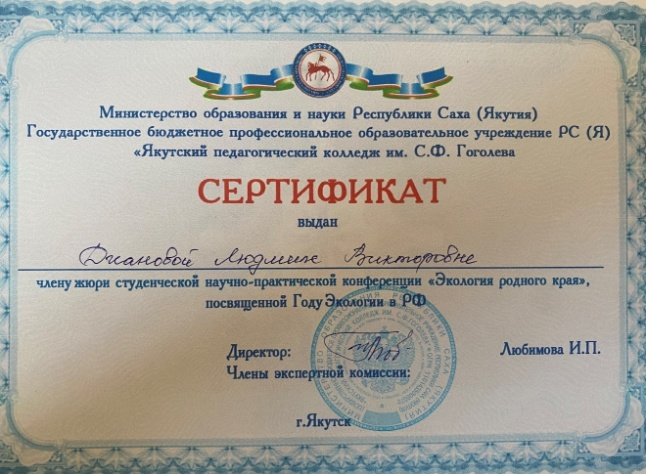 Министерство образования и науки Республики Саха (Якутия)
Государственное бюджетное профессиональное образовательное учреждение РС (Я)
«Якутский педагогический колледж им. С.Ф. Гоголева
СЕРТИФИКАТ
выдан
Диановой Людмиле Викторовне
члену жюри студенческой научно-практической конференции «Экология родного края»,
посвященной Году Экологии в РФ
Директор:
Любимова И.П.
Члены экспертной комиссии:
г.Якутск